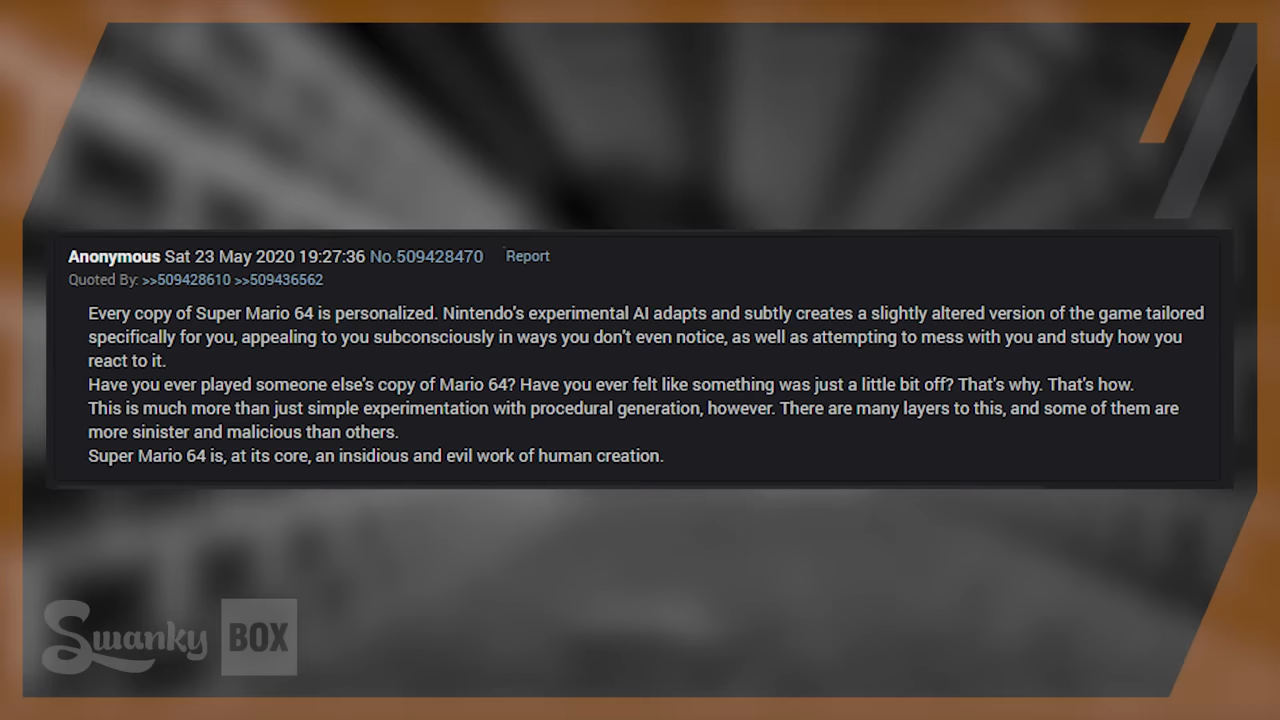 Anonymous Sat 23 May 2020 19:27:36 No.509428470 Report
Quoted By: >>509428610 >>509436562
Every copy of Super Mario 64 is personalized. Nintendo's experimental AI adapts and subtly creates a slightly altered version of the game tailored
specifically for you, appealing to you subconsciously in ways you don't even notice, as well as attempting to mess with you and study how you
react to it.
Have you ever played someone else's copy of Mario 64? Have you ever felt like something was just a little bit off? That's why. That's how.
This is much more than just simple experimentation with procedural generation, however. There are many layers to this, and some of them are
more sinister and malicious than others.
Super Mario 64 is, at its core, an insidious and evil work of human creation.
Swanky BOX